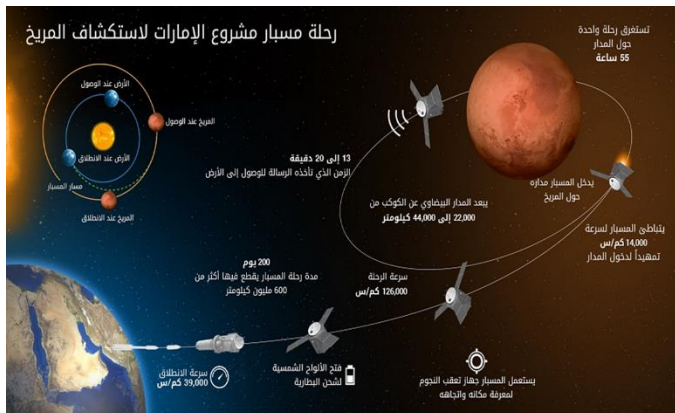 رحلة مسبار مشروع الإمارات لاستكشاف المريخ
تستغرق رحلة واحدة
حول المدار
55 ساعة
الأرض عند الوصول
المريخ عند الوصول
الأرض عند الانطلاق
مسار المسبار
المريخ عند الانطلاق
13 إلى 20 دقيقة
الزمن الذي تأخذه الرسالة للوصول إلى الأرض
يدخل المسبار مداره
حول المريخ
يبعد المدار البيضاوي عن الكوكب من
22,000 إلى 44,000 كيلومتر
يتباطئ المسبار لسرعة
14,000 كم/س
تمهيداً لدخول المدار
200 يوم
مدة رحلة المسبار يقطع فيها أكثر من
600 مليون كيلومتر
سرعة الرحلة
126,000 كم/س
سرعة الانطلاق
39,000 كم/س
فتح الألواح الشمسية
لشحن البطارية
يستعمل المسبار جهاز تعقب النجوم
لمعرفة مكانه واتجاهه